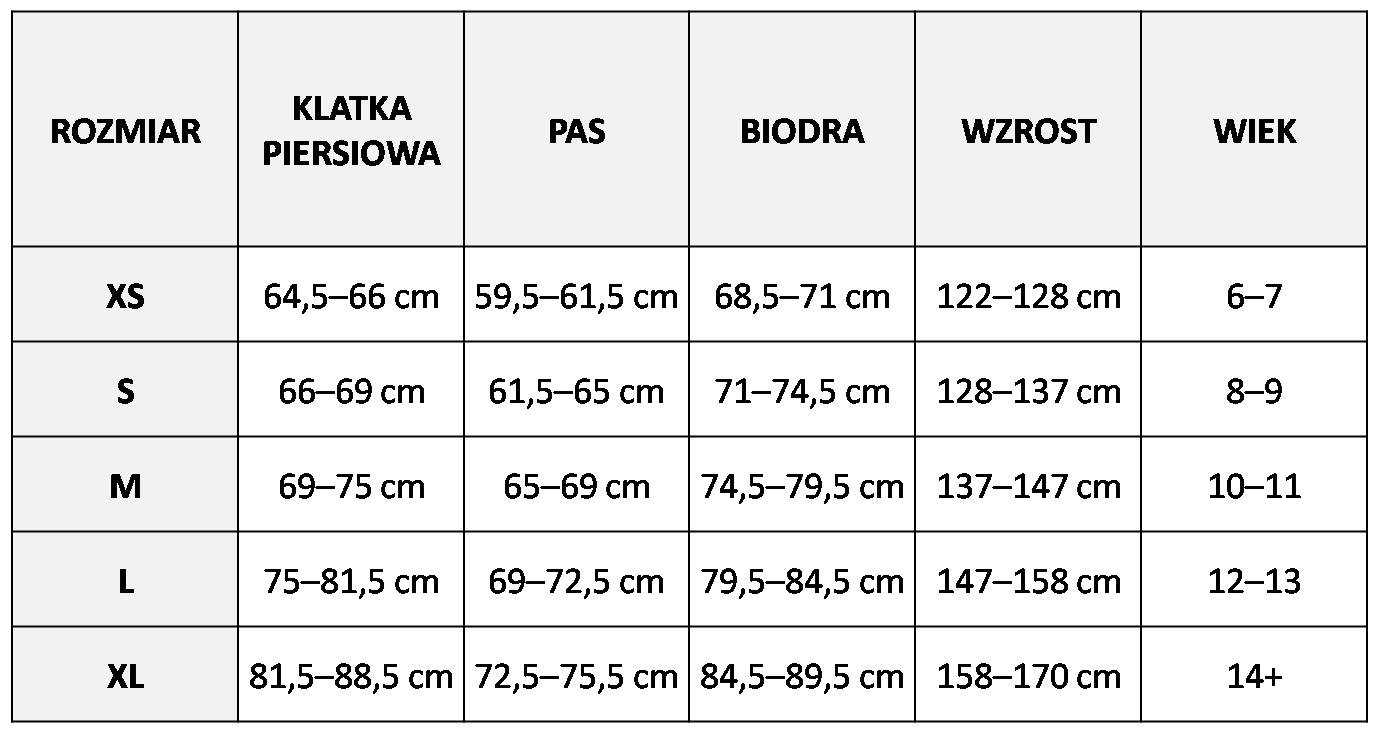 ROZMIAR KLATKA PIERSIOWA PAS BIODRA WZROST WIEK
XS 64,5–66 cm 59,5–61,5 cm 68,5–71 cm 122–128 cm 6–7
S 66–69 cm 61,5–65 cm 71–74,5 cm 128–137 cm 8–9
M 69–75 cm 65–69 cm 74,5–79,5 cm 137–147 cm 10–11
L 75–81,5 cm 69–72,5 cm 79,5–84,5 cm 147–158 cm 12–13
XL 81,5–88,5 cm 72,5–75,5 cm 84,5–89,5 cm 158–170 cm 14+